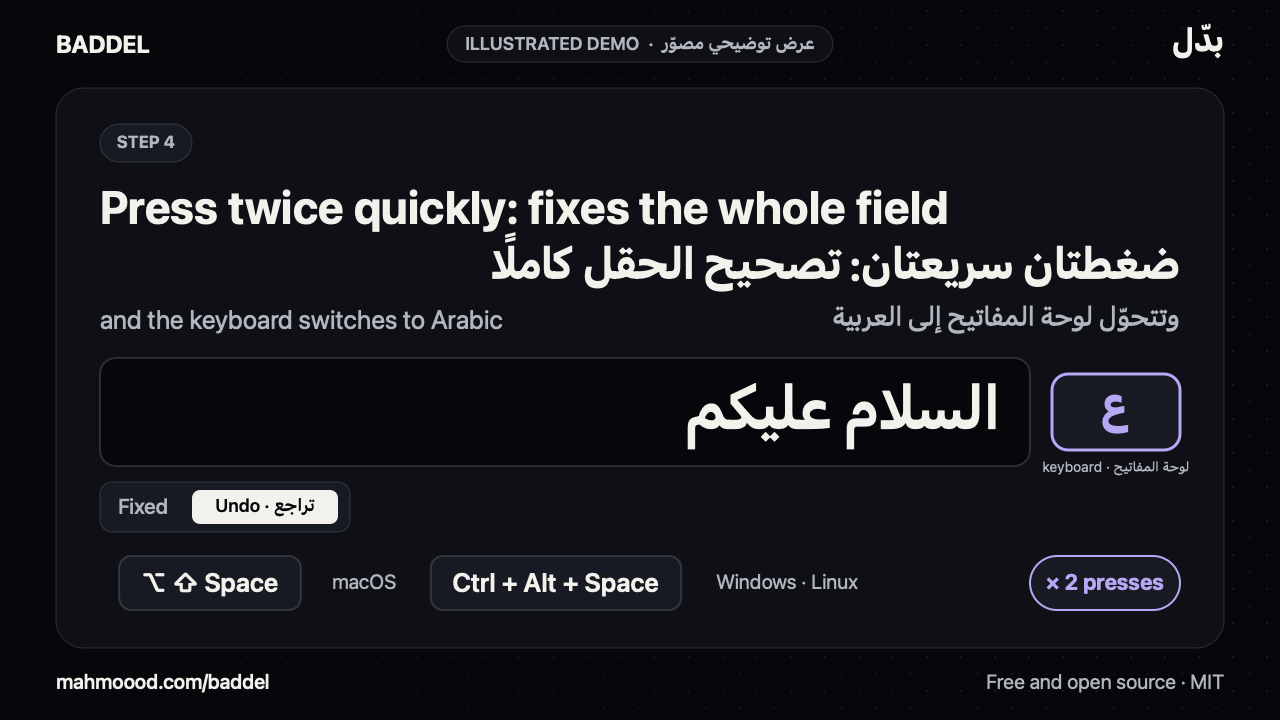 BADDEL
ILLUSTRATED DEMO · عرض توضيحي مصوّر
بدّل
STEP 4
Press twice quickly: fixes the whole field
ضغطتان سريعتان: تصحيح الحقل كاملًا
and the keyboard switches to Arabic
وتتحوّل لوحة المفاتيح إلى العربية
السلام عليكم
ع
keyboard · لوحة المفاتيح
Fixed
Undo · تراجع
⌥ ⇧ Space
macOS
Ctrl + Alt + Space
Windows · Linux
× 2 presses
mahmoood.com/baddel
Free and open source · MIT